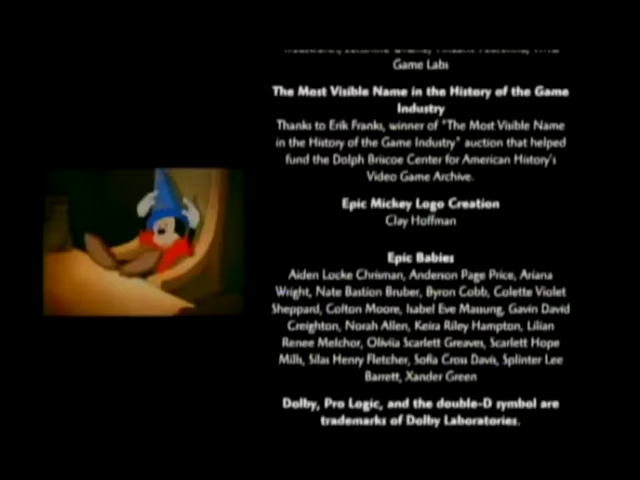 Game Labs
The Most Visible Name in the History of the Game
Industry
Thanks to Erik Franks, winner of "The Most Visible Name
in the History of the Game Industry" auction that helped
fund the Dolph Briscoe Center for American History's
Video Game Archive.
Epic Mickey Logo Creation
Clay Hoffman
Epic Babies
Aiden Locke Chrisman, Anderson Page Price, Ariana
Wright, Nate Bastion Bruber, Byron Cobb, Colette Violet
Sheppard, Colton Moore, Isabel Eve Massung, Gavin David
Creighton, Norah Allen, Keira Riley Hampton, Lilian
Renee Melchor, Oliviia Scarlett Greaves, Scarlett Hope
Mills, Silas Henry Fletcher, Sofia Cross Davis, Splinter Lee
Barrett, Xander Green
Dolby, Pro Logic, and the double-D symbol are
trademarks of Dolby Laboratories.